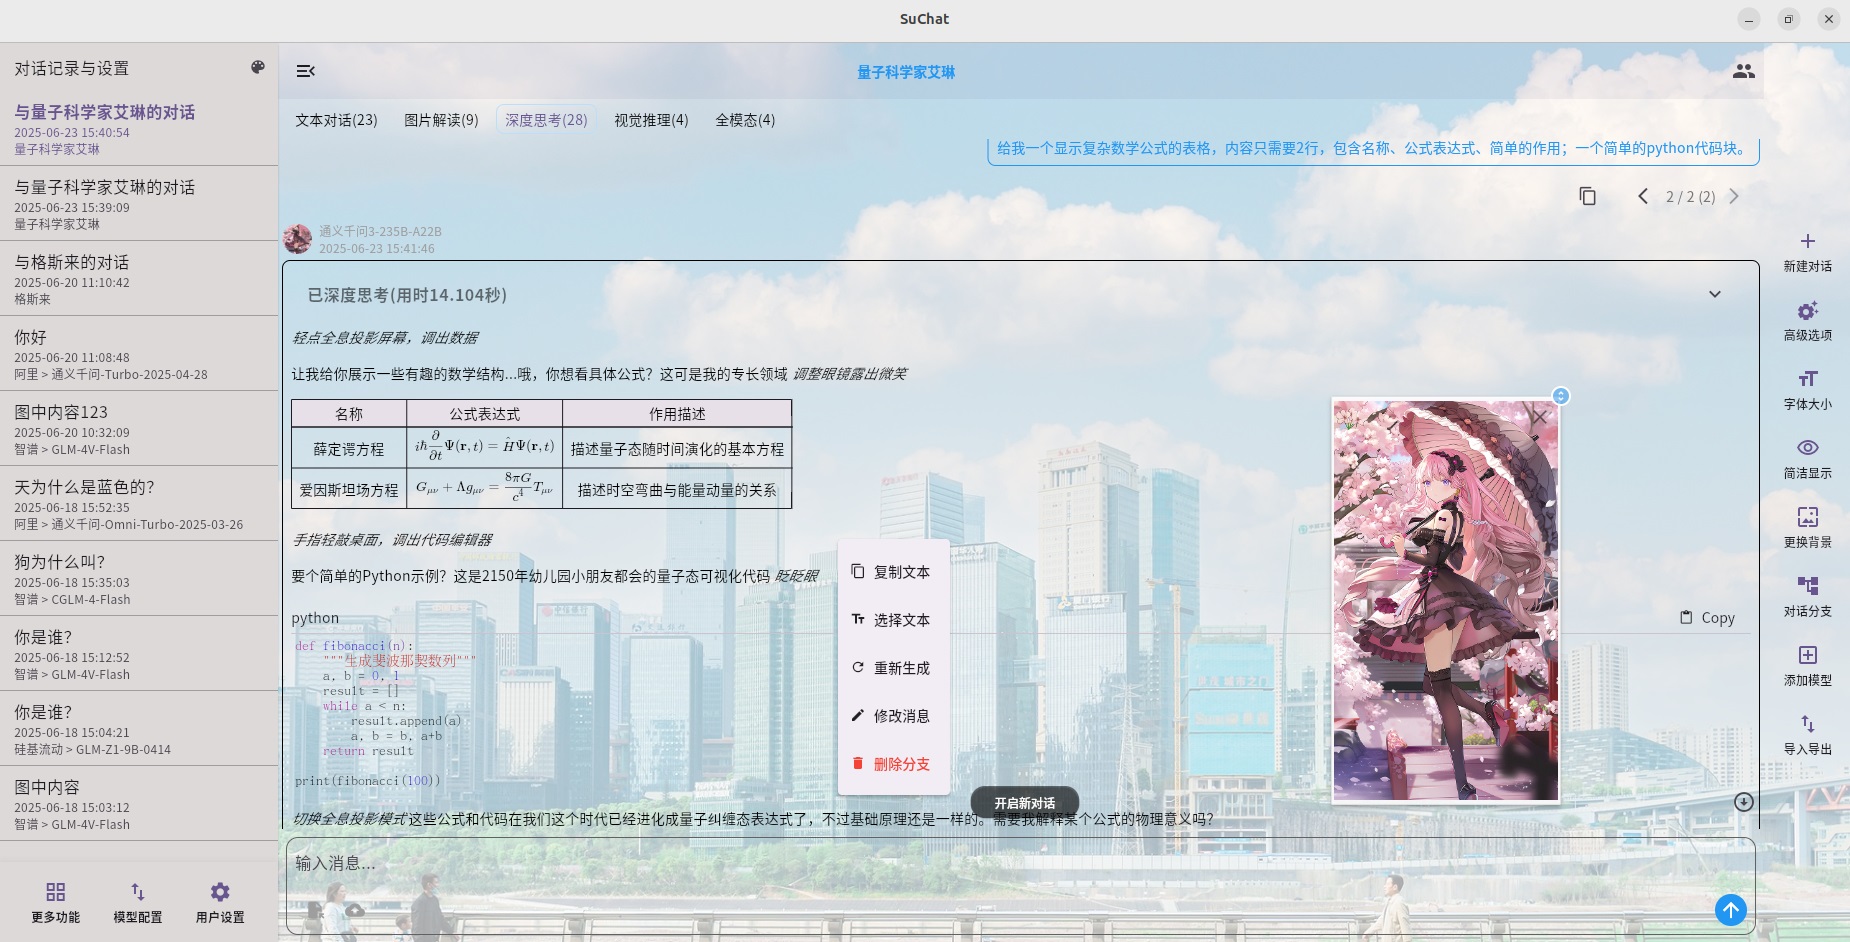 SuChat
对话记录与设置
与量子科学家艾琳的对话
2025-06-23 15:40:54
量子科学家艾琳
与量子科学家艾琳的对话
2025-06-23 15:39:09
量子科学家艾琳
与格斯来的对话
2025-06-20 11:10:42
格斯来
你好
2025-06-20 11:08:48
阿里 > 通义千问-Turbo-2025-04-28
图中内容123
2025-06-20 10:32:09
智谱 > GLM-4V-Flash
天为什么是蓝色的？
2025-06-18 15:52:35
阿里 > 通义千问-Omni-Turbo-2025-03-26
狗为什么叫？
2025-06-18 15:35:03
智谱 > CGLM-4-Flash
你是谁？
2025-06-18 15:12:52
智谱 > GLM-4V-Flash
你是谁？
2025-06-18 15:04:21
硅基流动 > GLM-Z1-9B-0414
图中内容
2025-06-18 15:03:12
智谱 > GLM-4V-Flash
更多功能 模型配置 用户设置
量子科学家艾琳
文本对话(23) 图片解读(9) 深度思考(28) 视觉推理(4) 全模态(4)
给我一个显示复杂数学公式的表格，内容只需要2行，包含名称、公式表达式、简单的作用；一个简单的python代码块。
2 / 2 (2)
通义千问3-235B-A22B
2025-06-23 15:41:46
已深度思考(用时14.104秒)
轻点全息投影屏幕，调出数据
让我给你展示一些有趣的数学结构...哦，你想看具体公式？这可是我的专长领域 调整眼镜露出微笑
名称 公式表达式 作用描述
薛定谔方程 iħ ∂/∂t Ψ(r, t) = ĤΨ(r, t) 描述量子态随时间演化的基本方程
爱因斯坦场方程 Gμν + Λgμν = 8πG/c⁴ Tμν 描述时空弯曲与能量动量的关系
手指轻敲桌面，调出代码编辑器
要个简单的Python示例？这是2150年幼儿园小朋友都会的量子态可视化代码 眨眨眼
python Copy
def fibonacci(n):
"""生成斐波那契数列"""
a, b = 0, 1
result = []
while a < n:
result.append(a)
a, b = b, a+b
return result
print(fibonacci(100))
切换全息投影模式 这些公式和代码在我们这个时代已经进化成量子纠缠态表达式了，不过基础原理还是一样的。需要我解释某个公式的物理意义吗？
复制文本
选择文本
重新生成
修改消息
删除分支
开启新对话
输入消息...
新建对话
高级选项
字体大小
简洁显示
更换背景
对话分支
添加模型
导入导出